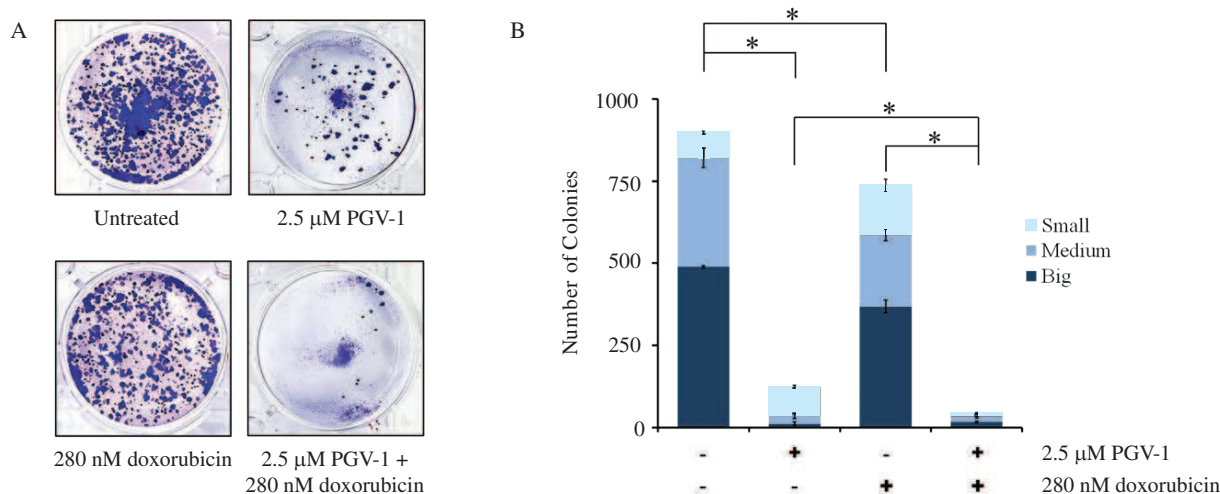 A
Untreated
2.5 µM PGV-1
280 nM doxorubicin
2.5 µM PGV-1 +
280 nM doxorubicin
B
*
*
*
*
Number of Colonies
1000
750
500
250
0
Small
Medium
Big
- + - + 2.5 µM PGV-1
- - + + 280 nM doxorubicin